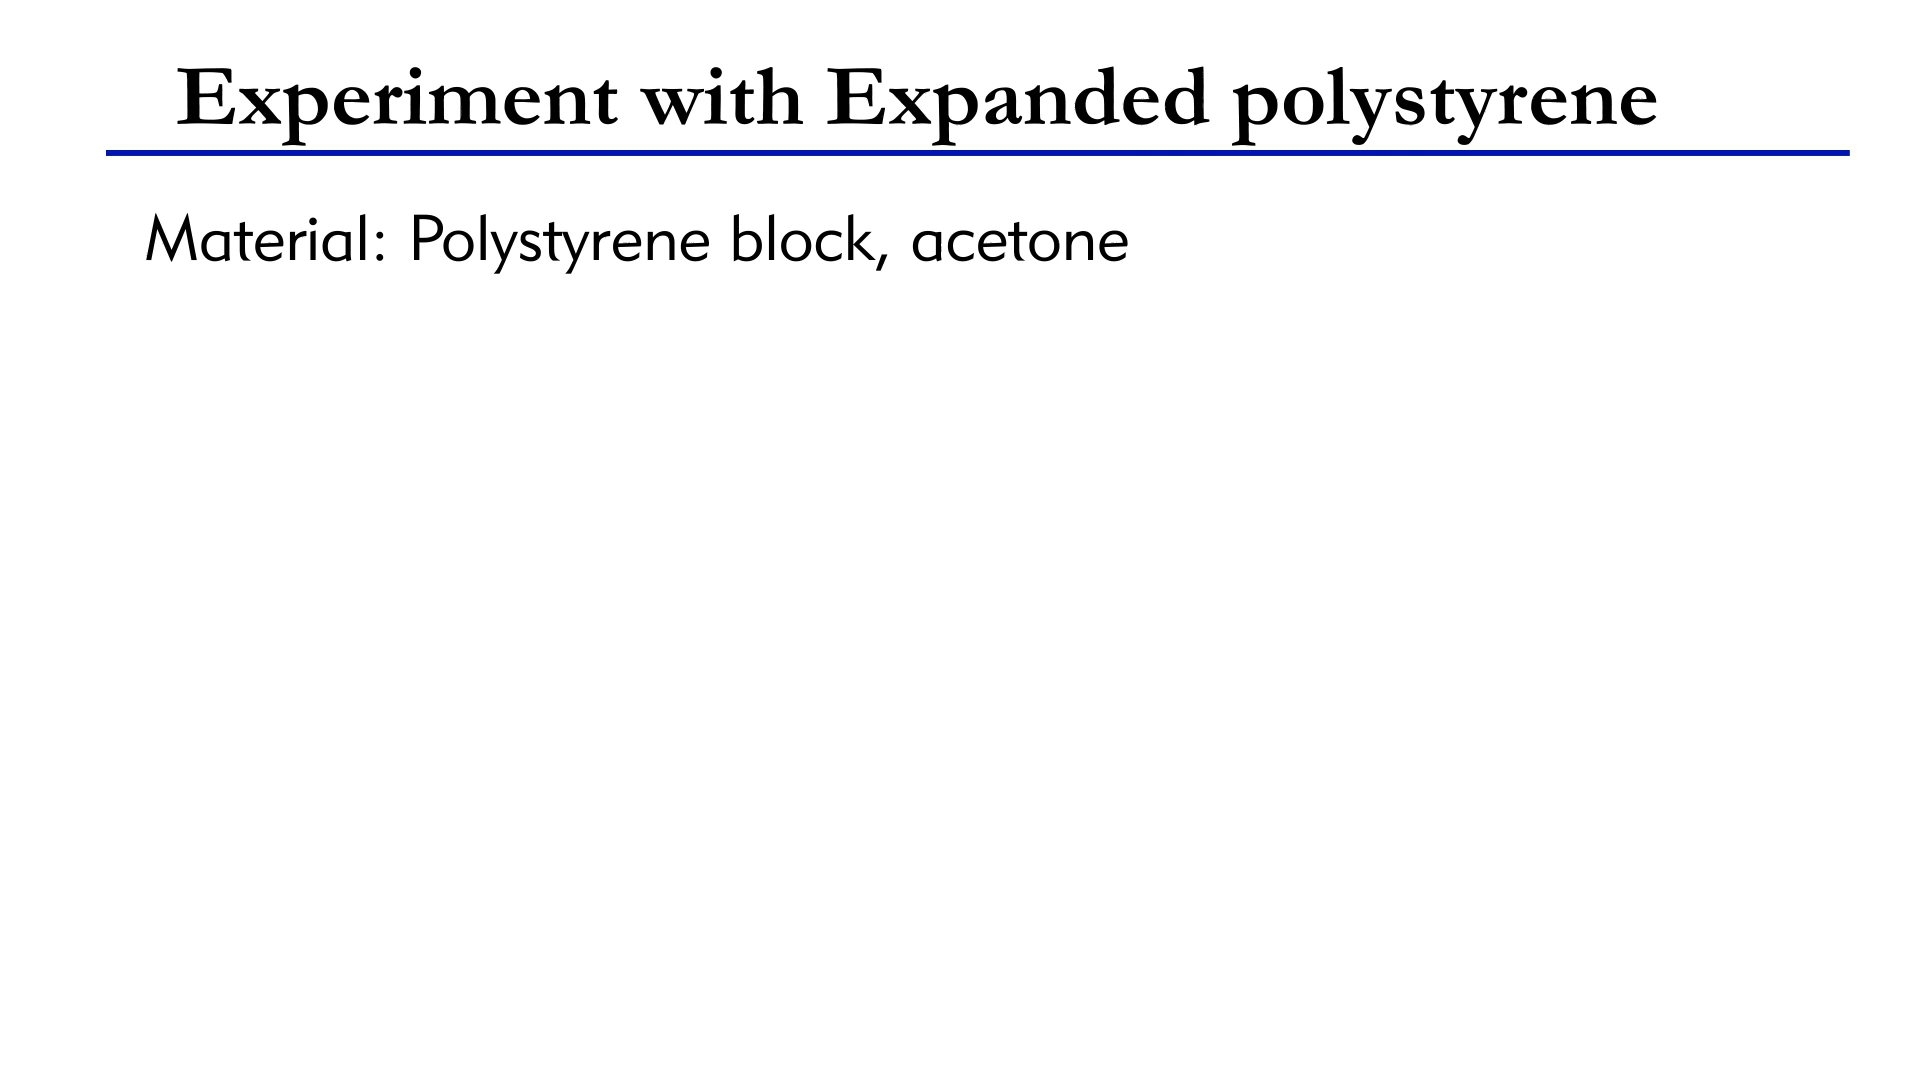 Experiment with Expanded polystyrene
Material: Polystyrene block, acetone